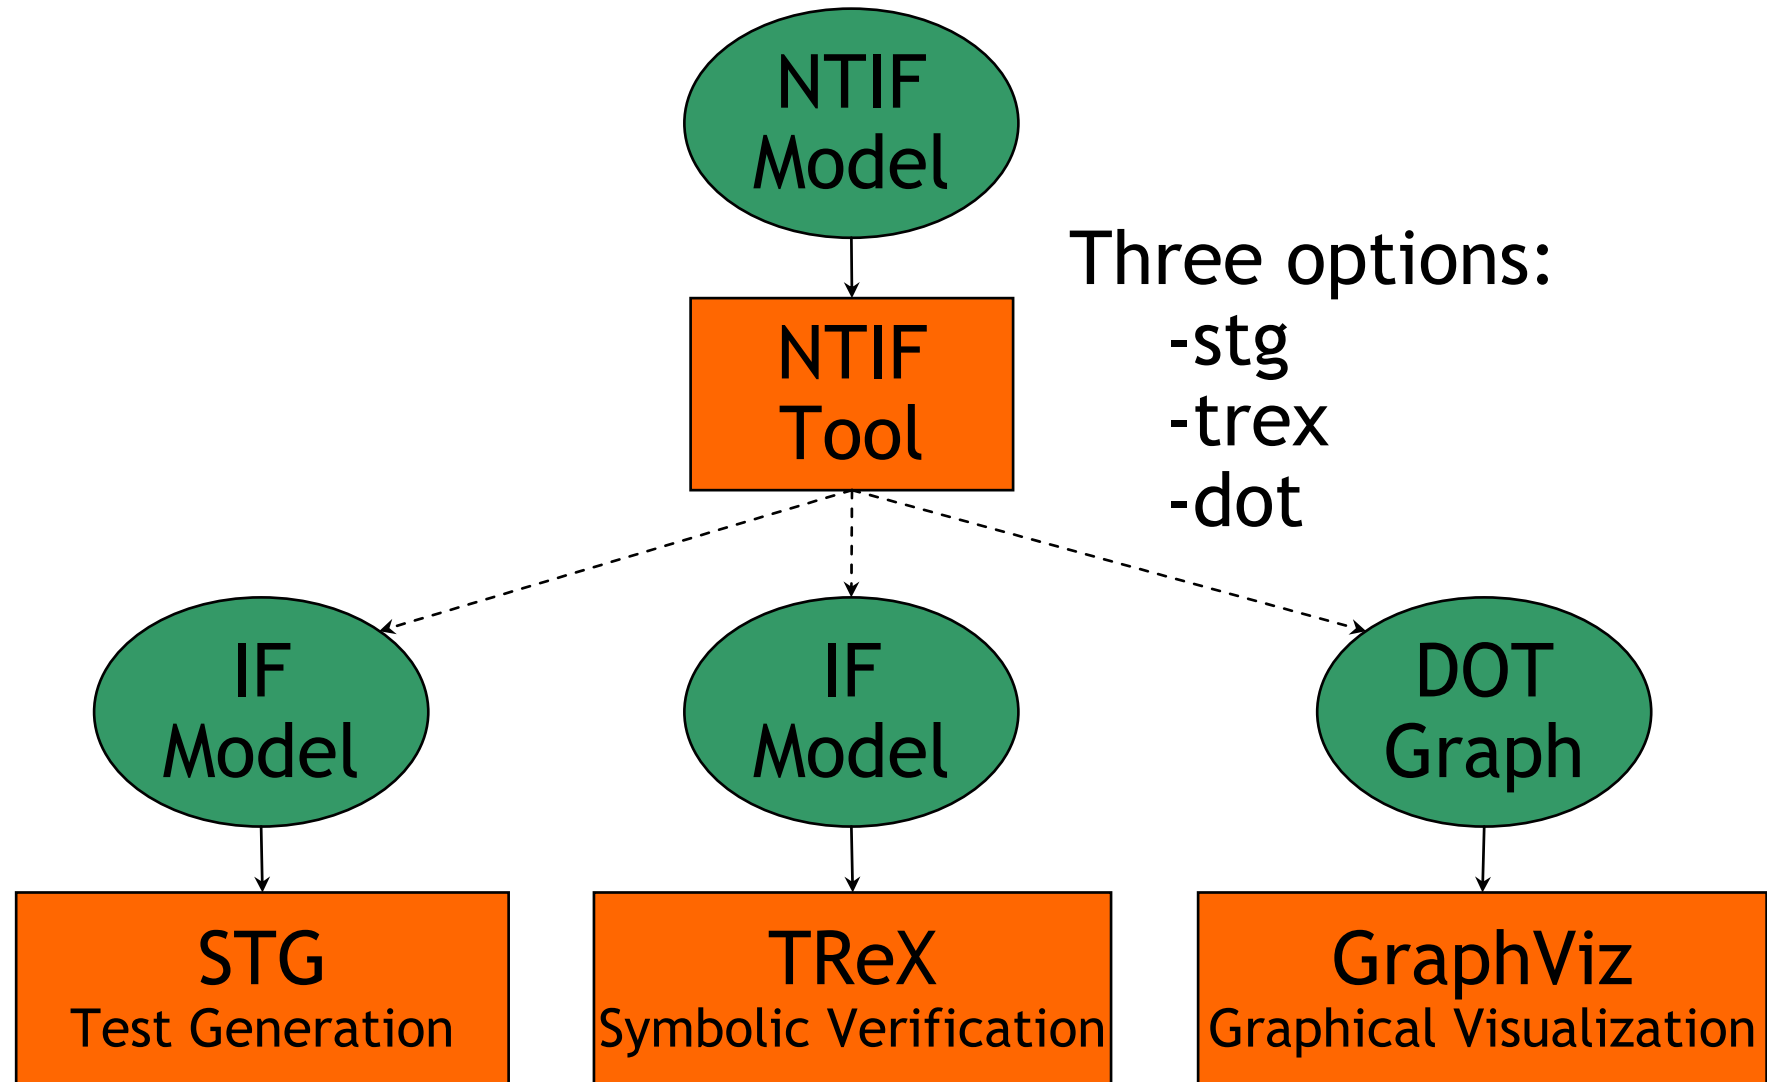 NTIF
Model
Three options:
-stg
-trex
-dot
NTIF
Tool
IF
Model
IF
Model
DOT
Graph
STG
Test Generation
TReX
Symbolic Verification
GraphViz
Graphical Visualization